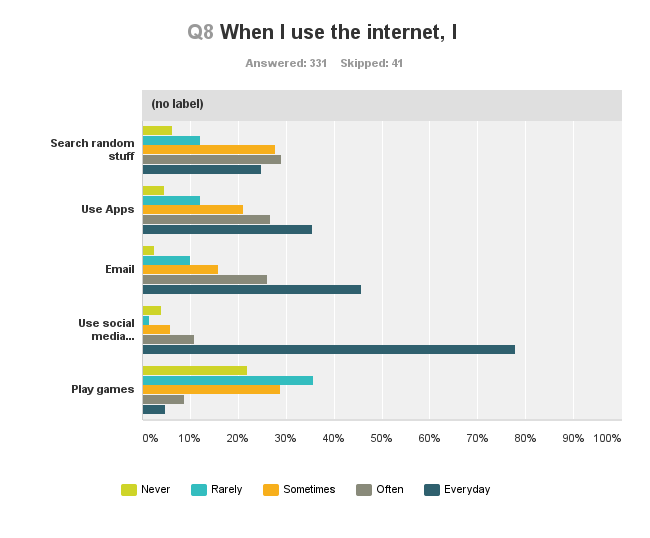 Q8 When I use the internet, I
Answered: 331 Skipped: 41
(no label)
Search random
stuff
Use Apps
Email
Use social
media...
Play games
0% 10% 20% 30% 40% 50% 60% 70% 80% 90% 100%
Never Rarely Sometimes Often Everyday